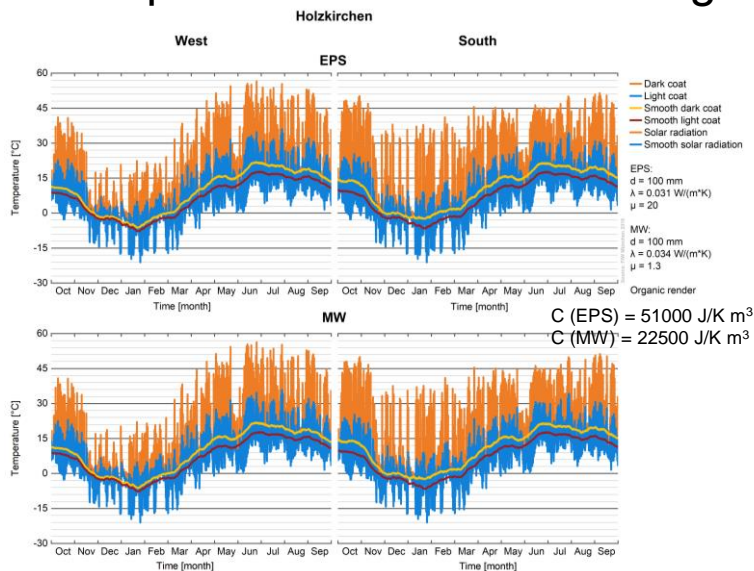 Holzkirchen
West
South
EPS
60
45
30
15
0
-15
-30
Temperature [°C]
Oct Nov Dec Jan Feb Mar Apr May Jun Jul Aug Sep
Time [month]
Oct Nov Dec Jan Feb Mar Apr May Jun Jul Aug Sep
Time [month]
Dark coat
Light coat
Smooth dark coat
Smooth light coat
Solar radiation
Smooth solar radiation
EPS:
d = 100 mm
λ = 0.031 W/(m*K)
μ = 20
MW:
d = 100 mm
λ = 0.034 W/(m*K)
μ = 1.3
Organic render
C (EPS) = 51000 J/K m³
C (MW) = 22500 J/K m³
MW
60
45
30
15
0
-15
-30
Temperature [°C]
Oct Nov Dec Jan Feb Mar Apr May Jun Jul Aug Sep
Time [month]
Oct Nov Dec Jan Feb Mar Apr May Jun Jul Aug Sep
Time [month]